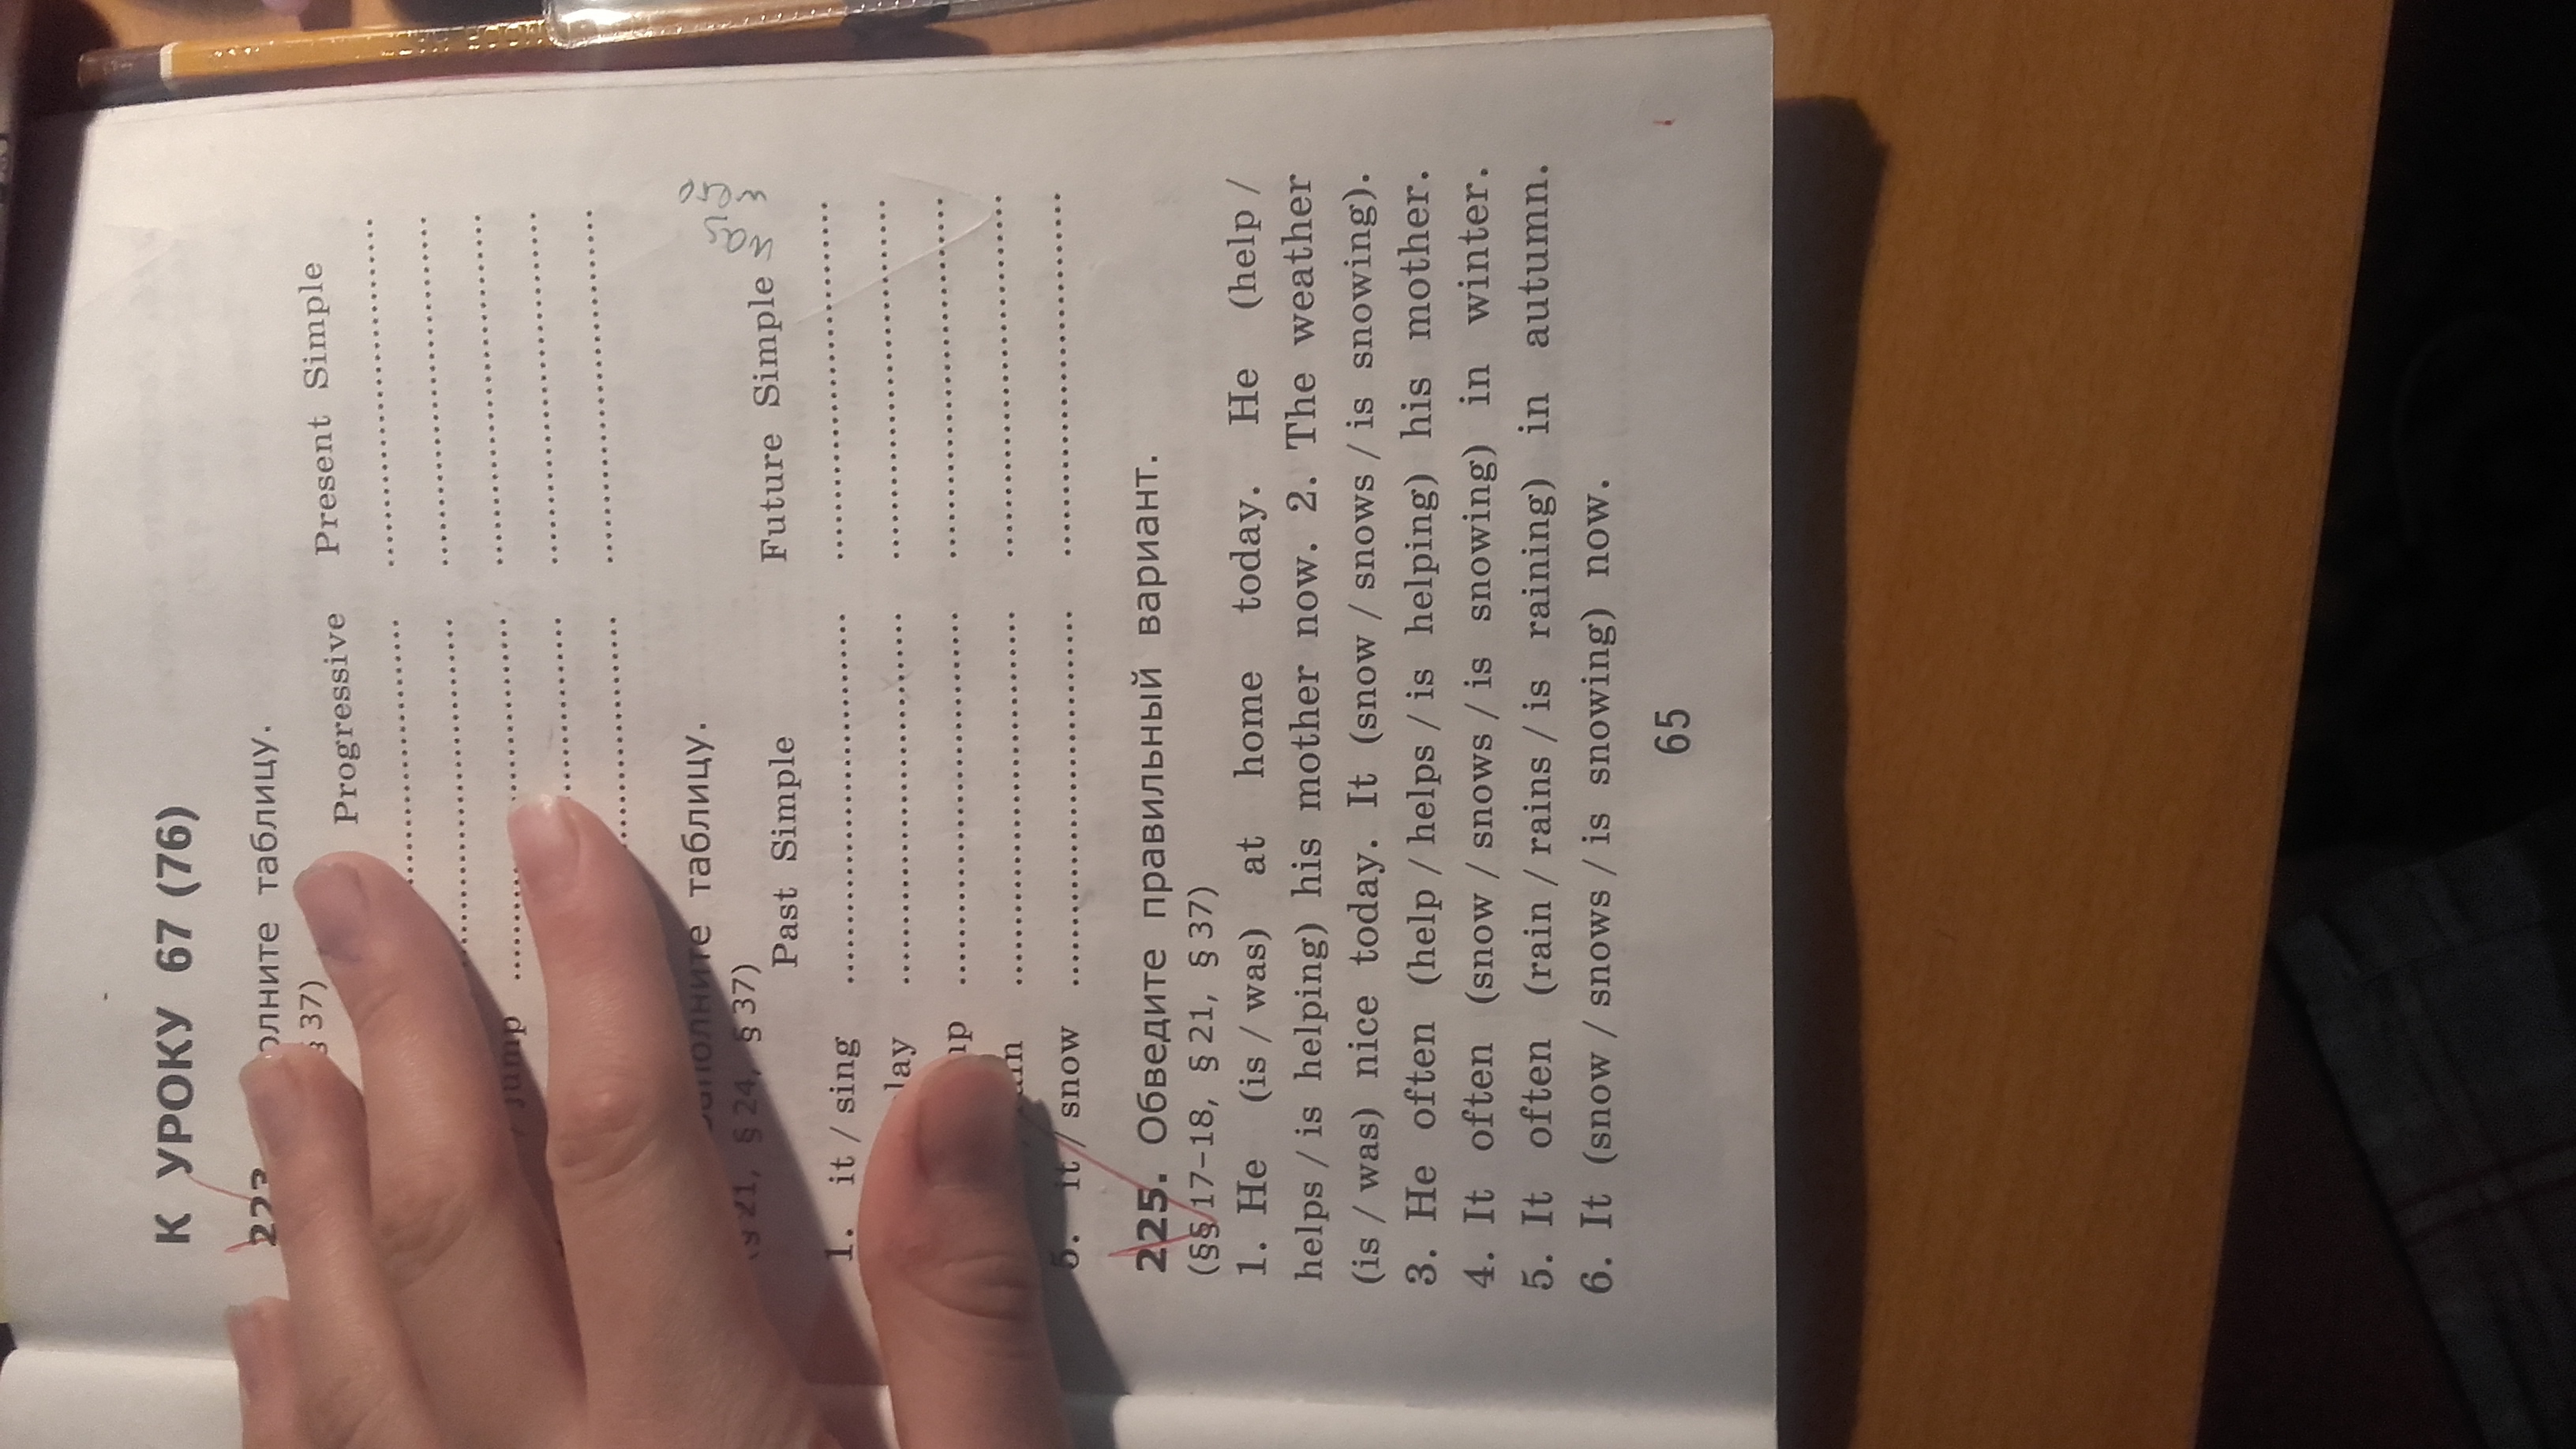 К УРОКУ 67 (76)
таблицу.
§ 37)
Progressive Present Simple
jump
таблицу.
§ 21, § 24, § 37)
Past Simple Future Simple
1. it / sing
5. it / snow
225. Обведите правильный вариант.
(§§ 17–18, § 21, § 37)
1. He (is / was) at home today. He (help /
helps / is helping) his mother now. 2. The weather
(is / was) nice today. It (snow / snows / is snowing).
3. He often (help / helps / is helping) his mother.
4. It often (snow / snows / is snowing) in winter.
5. It often (rain / rains / is raining) in autumn.
6. It (snow / snows / is snowing) now.
65